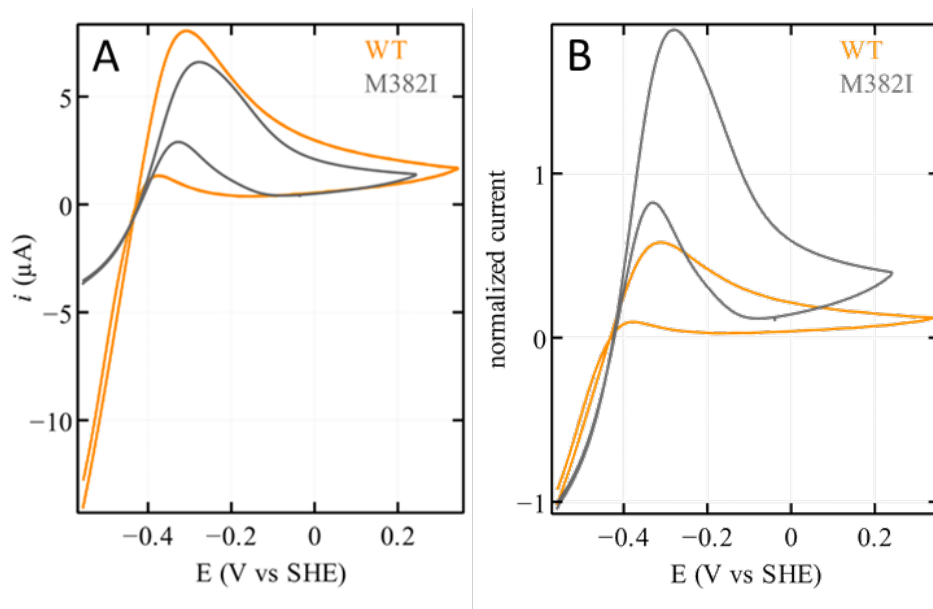 A
WT
M382I
5
0
−5
−10
i (µA)
−0.4 −0.2 0 0.2
E (V vs SHE)
B
WT
M382I
1
0
−1
normalized current
−0.4 −0.2 0 0.2
E (V vs SHE)